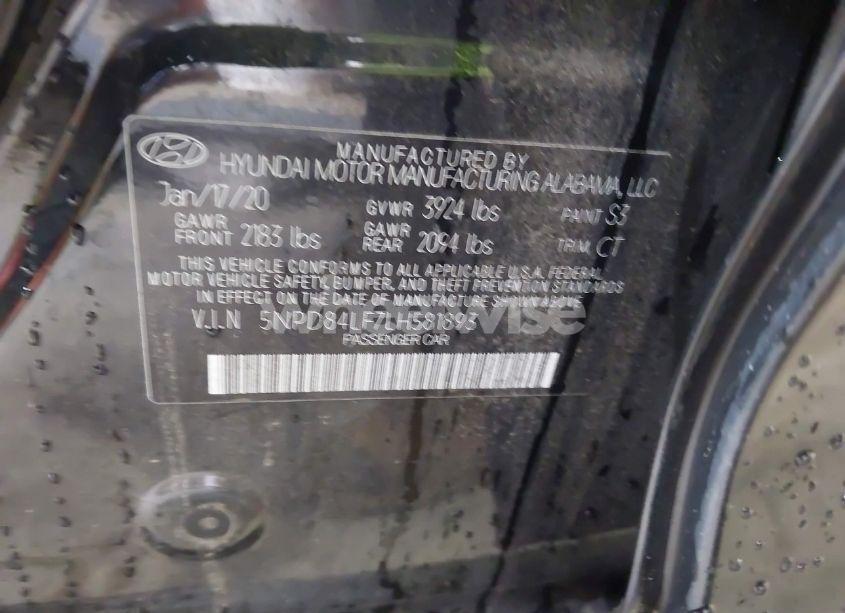 MANUFACTURED BY
HYUNDAI MOTOR MANUFACTURING ALABAMA, LLC
Jan/17/20 GVWR 3924 lbs PAINT S3
GAWR FRONT 2183 lbs GAWR REAR 2094 lbs TRIM CT
THIS VEHICLE CONFORMS TO ALL APPLICABLE U.S.A. FEDERAL
MOTOR VEHICLE SAFETY, BUMPER, AND THEFT PREVENTION STANDARDS
IN EFFECT ON THE DATE OF MANUFACTURE SHOWN ABOVE
V.I.N 5NPD84LF7LH581693
PASSENGER CAR